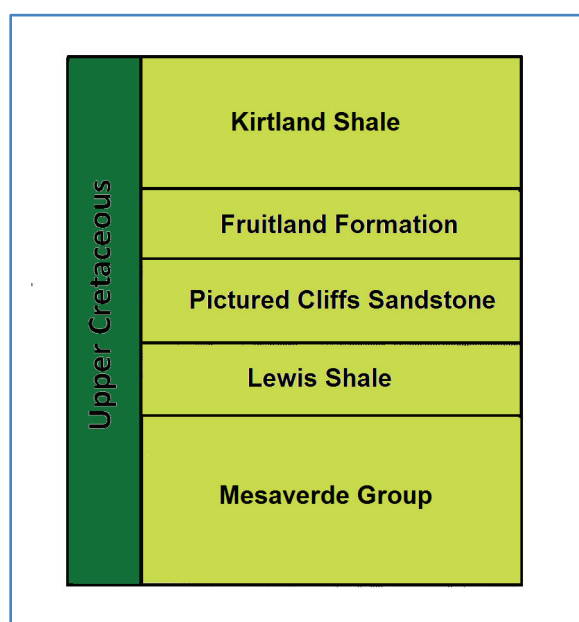 Upper Cretaceous
Kirtland Shale
Fruitland Formation
Pictured Cliffs Sandstone
Lewis Shale
Mesaverde Group